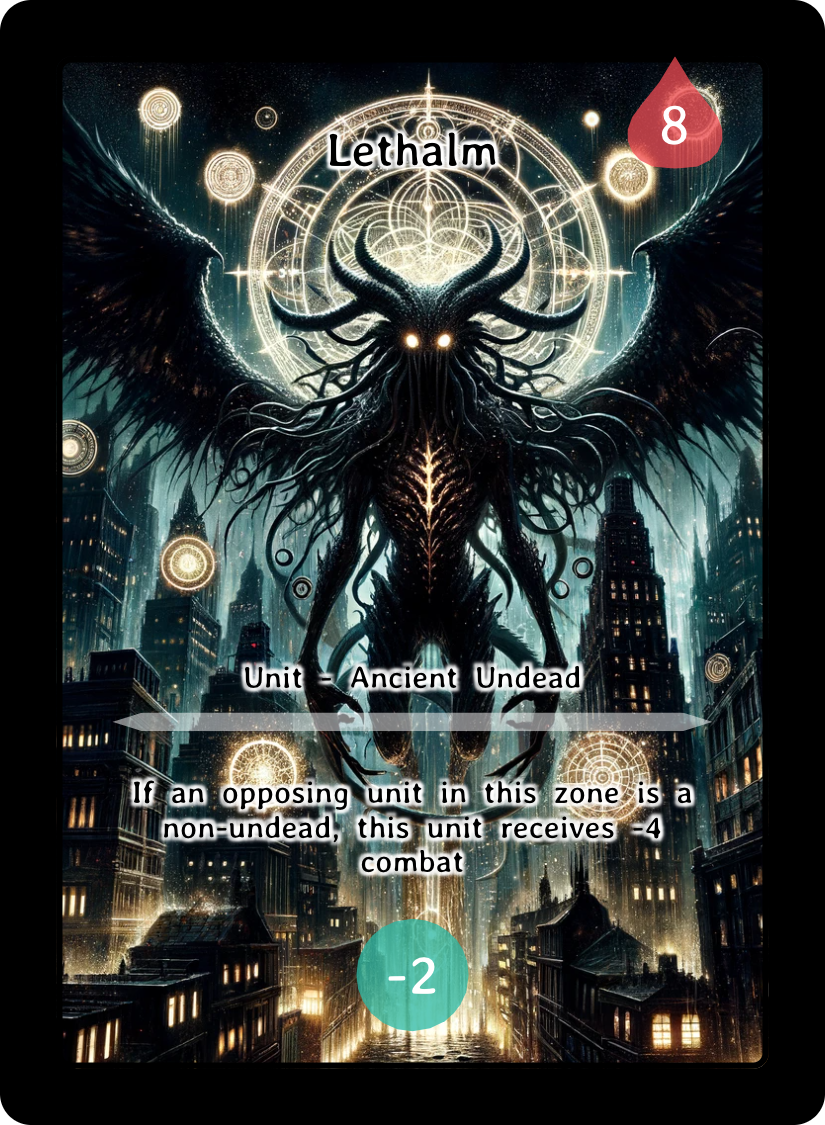 8
Lethalm
Unit - Ancient Undead
If an opposing unit in this zone is a
non-undead, this unit receives -4
combat
-2